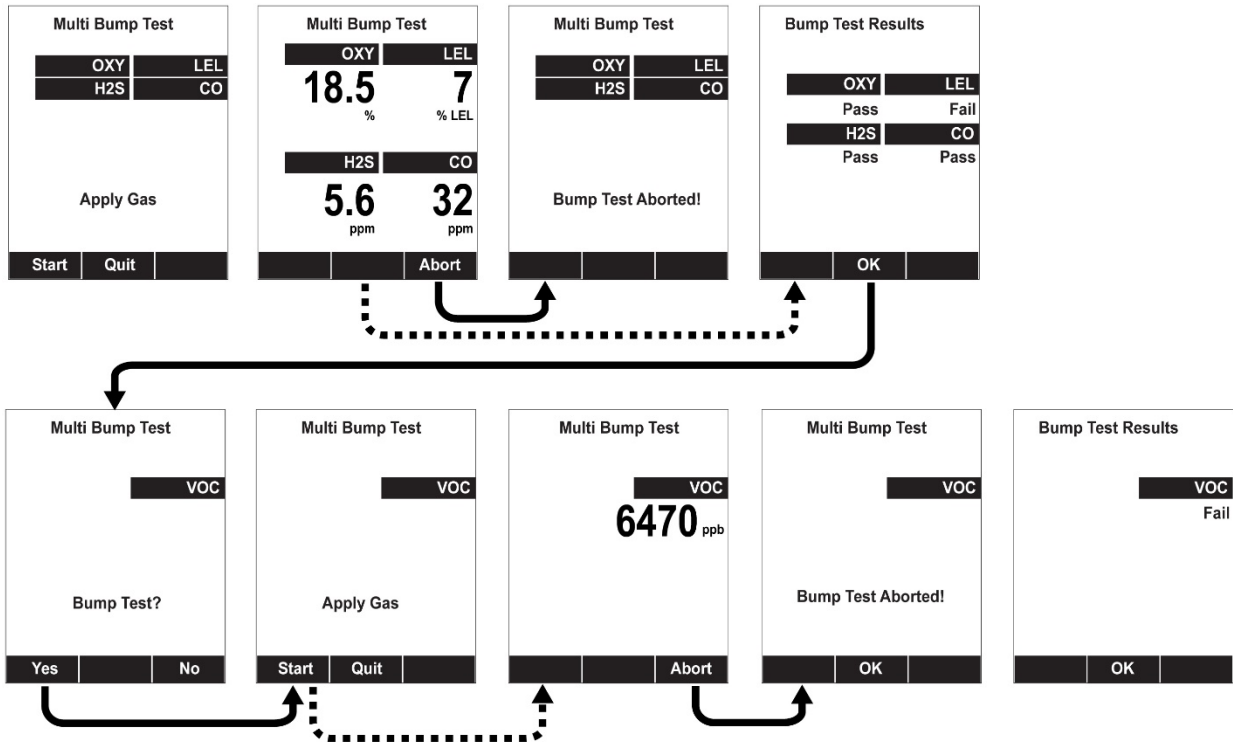 Multi Bump Test
OXY LEL
H2S CO
Apply Gas
Start Quit
Multi Bump Test
OXY LEL
18.5 7
% % LEL
H2S CO
5.6 32
ppm ppm
Abort
Multi Bump Test
OXY LEL
H2S CO
Bump Test Aborted!
Bump Test Results
OXY LEL
Pass Fail
H2S CO
Pass Pass
OK
Multi Bump Test
VOC
Bump Test?
Yes No
Multi Bump Test
VOC
Apply Gas
Start Quit
Multi Bump Test
VOC
6470 ppb
Abort
Multi Bump Test
VOC
Bump Test Aborted!
OK
Bump Test Results
VOC
Fail
OK